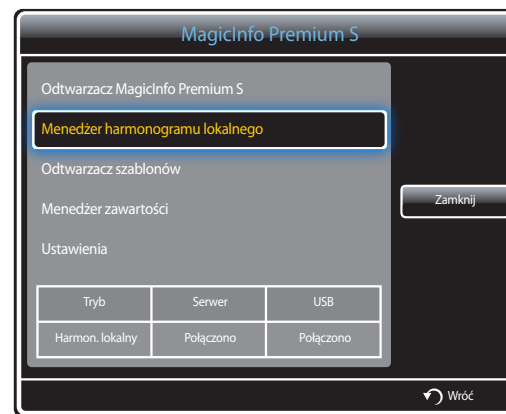 MagicInfo Premium S
Odtwarzacz MagicInfo Premium S
Menedżer harmonogramu lokalnego
Odtwarzacz szablonów
Menedżer zawartości
Ustawienia
Zamknij
Tryb Serwer USB
Harmon. lokalny Połączono Połączono
Wróć